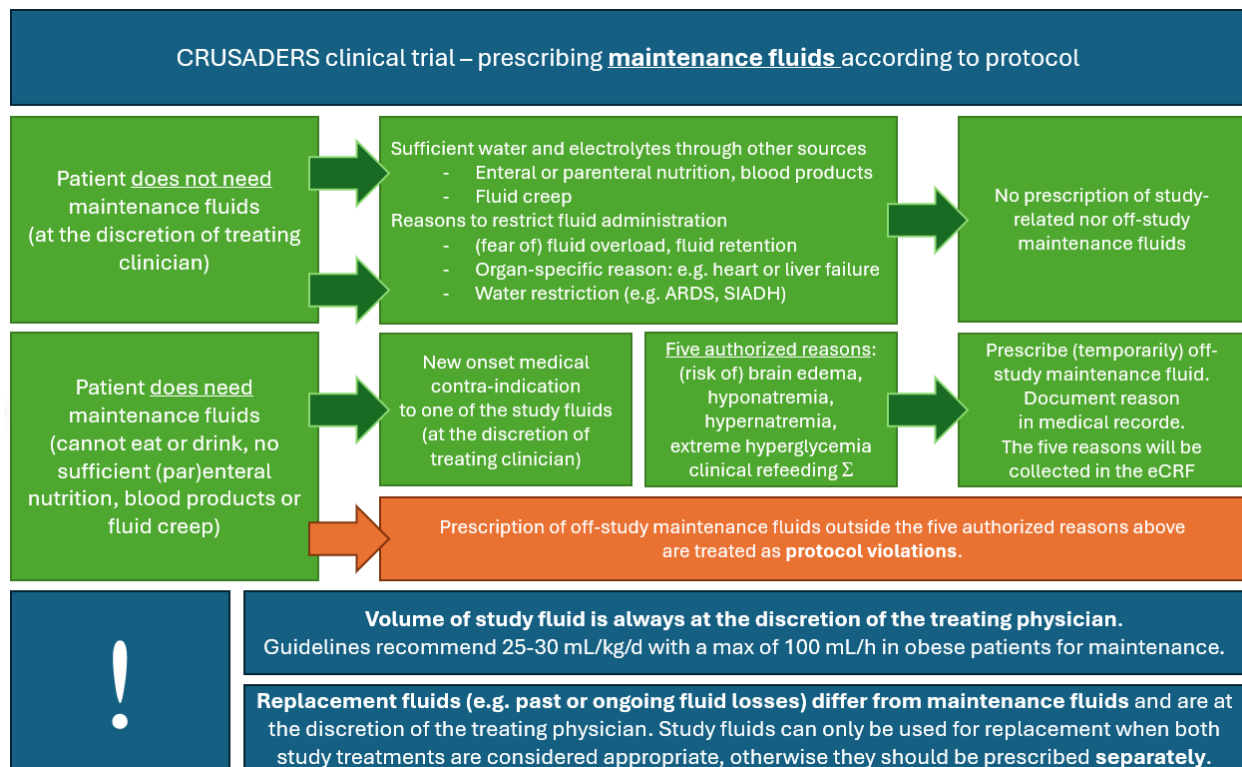 CRUSADERS clinical trial – prescribing maintenance fluids according to protocol
Patient does not need
maintenance fluids
(at the discretion of treating
clinician)
Sufficient water and electrolytes through other sources
- Enteral or parenteral nutrition, blood products
- Fluid creep
Reasons to restrict fluid administration
- (fear of) fluid overload, fluid retention
- Organ-specific reason: e.g. heart or liver failure
- Water restriction (e.g. ARDS, SIADH)
No prescription of study-
related nor off-study
maintenance fluids
Patient does need
maintenance fluids
(cannot eat or drink, no
sufficient (par)enteral
nutrition, blood products or
fluid creep)
New onset medical
contra-indication
to one of the study fluids
(at the discretion of
treating clinician)
Five authorized reasons:
(risk of) brain edema,
hyponatremia,
hypernatremia,
extreme hyperglycemia
clinical refeeding Σ
Prescribe (temporarily) off-
study maintenance fluid.
Document reason
in medical recorde.
The five reasons will be
collected in the eCRF
Prescription of off-study maintenance fluids outside the five authorized reasons above
are treated as protocol violations.
!
Volume of study fluid is always at the discretion of the treating physician.
Guidelines recommend 25-30 mL/kg/d with a max of 100 mL/h in obese patients for maintenance.
Replacement fluids (e.g. past or ongoing fluid losses) differ from maintenance fluids and are at
the discretion of the treating physician. Study fluids can only be used for replacement when both
study treatments are considered appropriate, otherwise they should be prescribed separately.